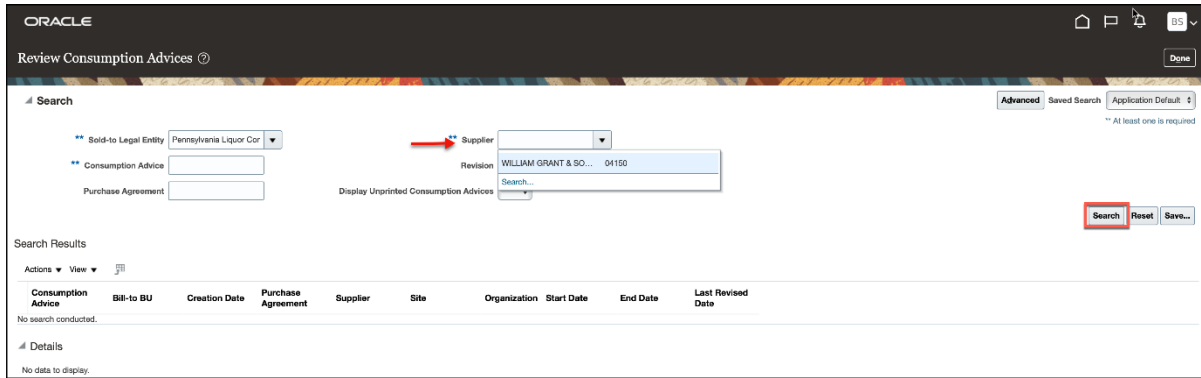 ORACLE
BS
Review Consumption Advices
Done
Search
Advanced Saved Search Application Default
** At least one is required
** Sold-to Legal Entity Pennsylvania Liquor Cor
** Supplier
** Consumption Advice
Revision
WILLIAM GRANT & SO... 04150
Search...
Purchase Agreement
Display Unprinted Consumption Advices
Search Reset Save...
Search Results
Actions View
Consumption Advice Bill-to BU Creation Date Purchase Agreement Supplier Site Organization Start Date End Date Last Revised Date
No search conducted.
Details
No data to display.